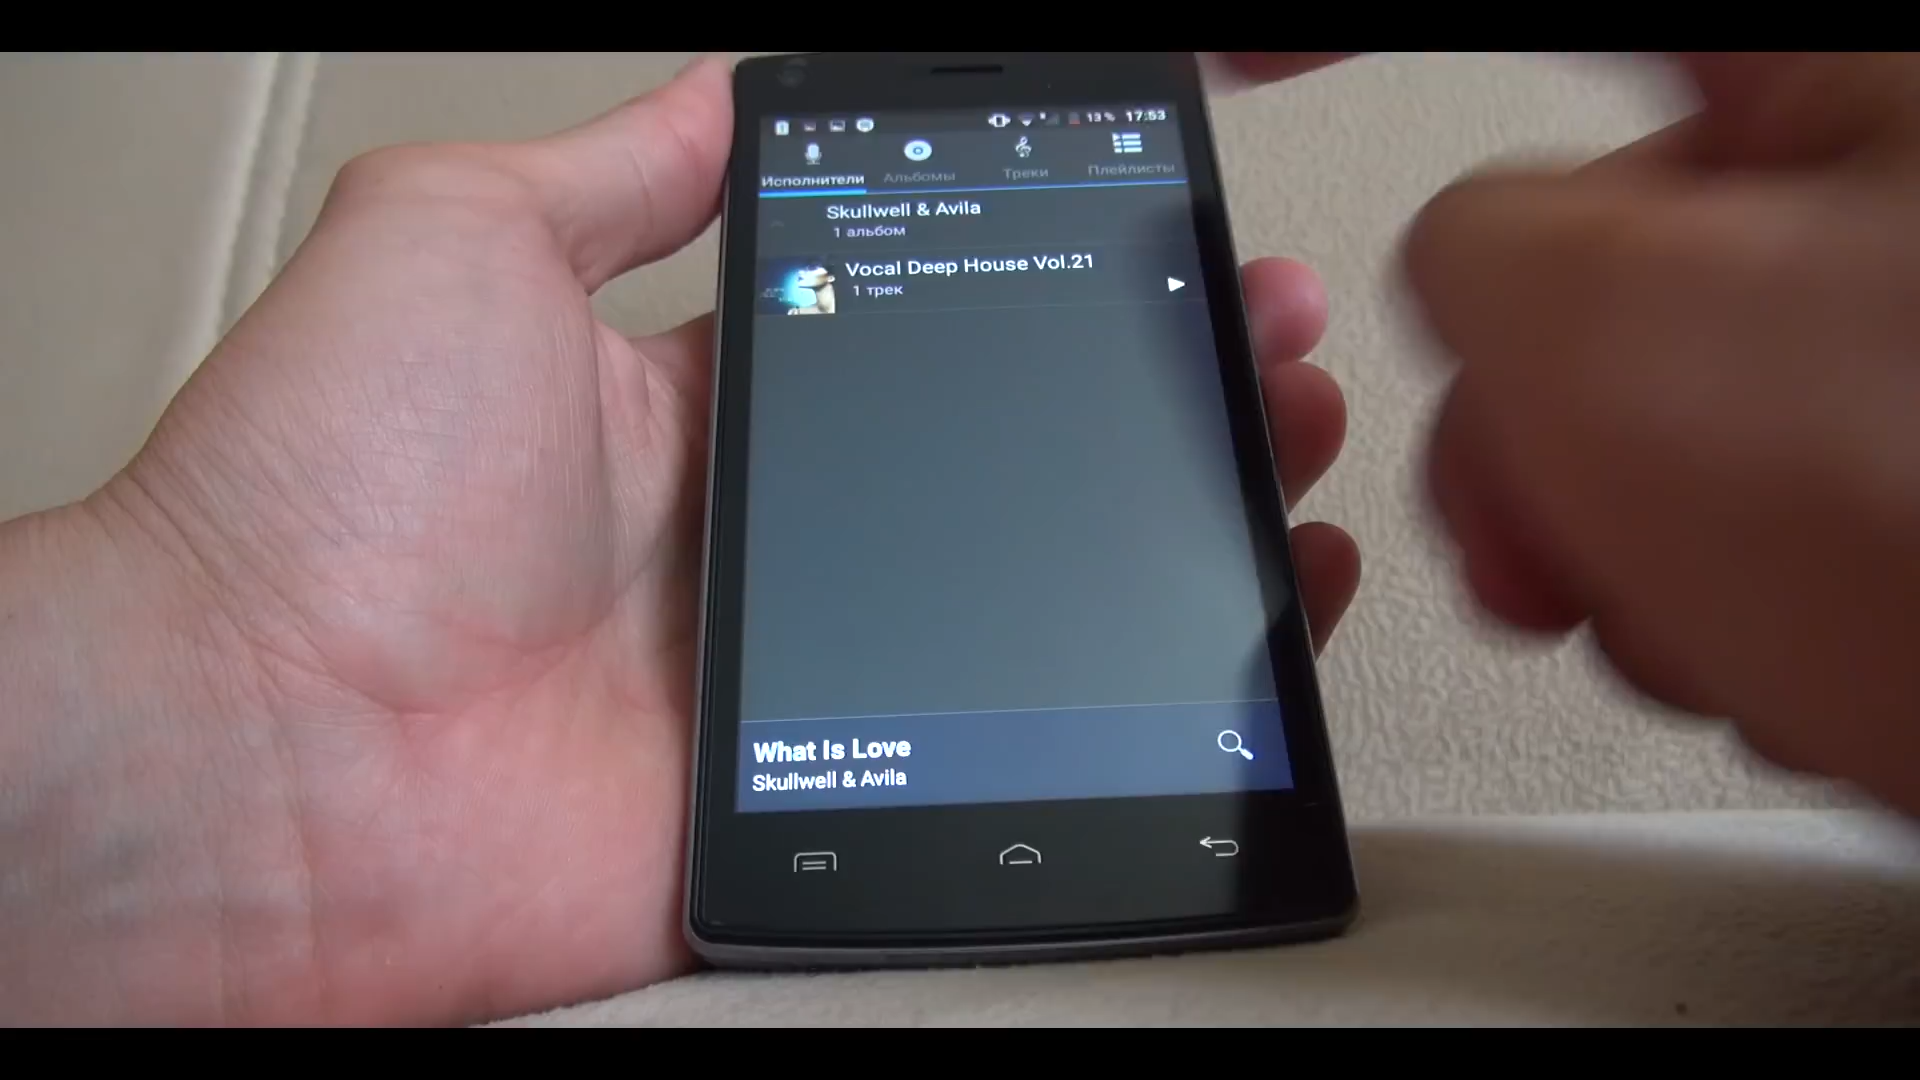 13% 17:53
Исполнители Альбомы Треки Плейлисты
Skullwell & Avila
1 альбом
Vocal Deep House Vol.21
1 трек
What Is Love
Skullwell & Avila